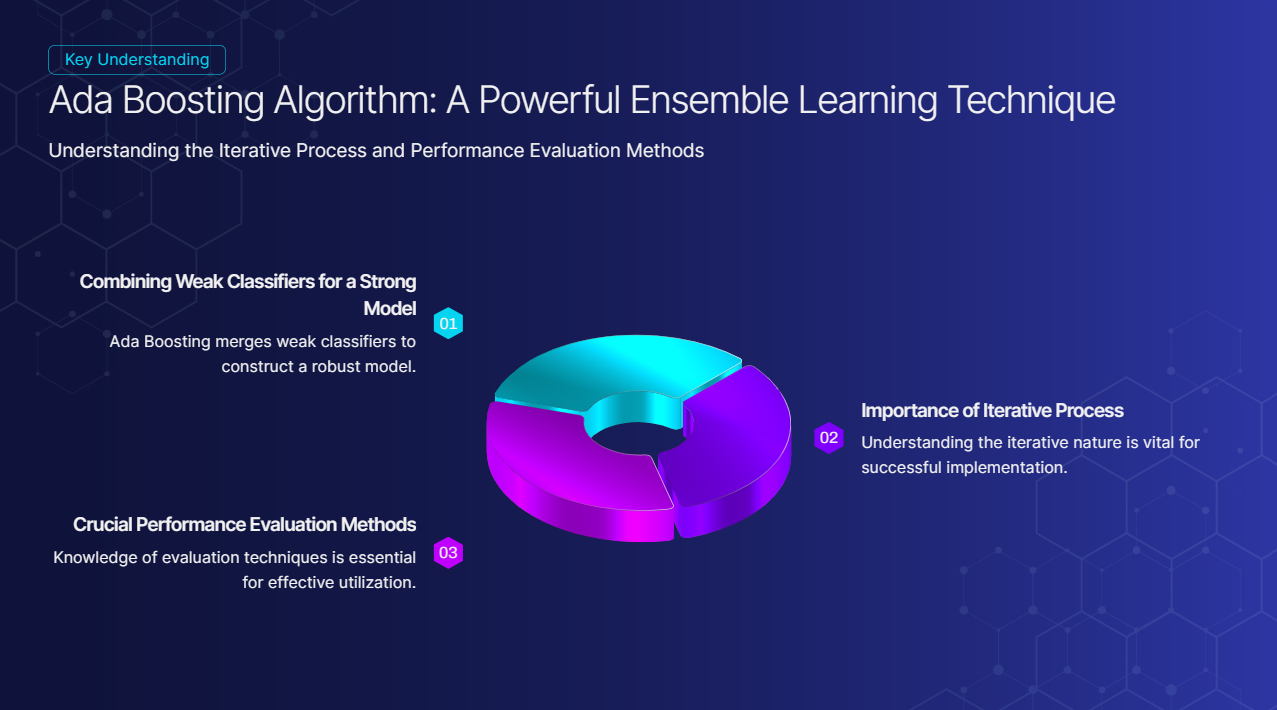 Key Understanding
Ada Boosting Algorithm: A Powerful Ensemble Learning Technique
Understanding the Iterative Process and Performance Evaluation Methods
Combining Weak Classifiers for a Strong
Model
Ada Boosting merges weak classifiers to
construct a robust model.
01
Importance of Iterative Process
Understanding the iterative nature is vital for
successful implementation.
02
Crucial Performance Evaluation Methods
Knowledge of evaluation techniques is essential
for effective utilization.
03